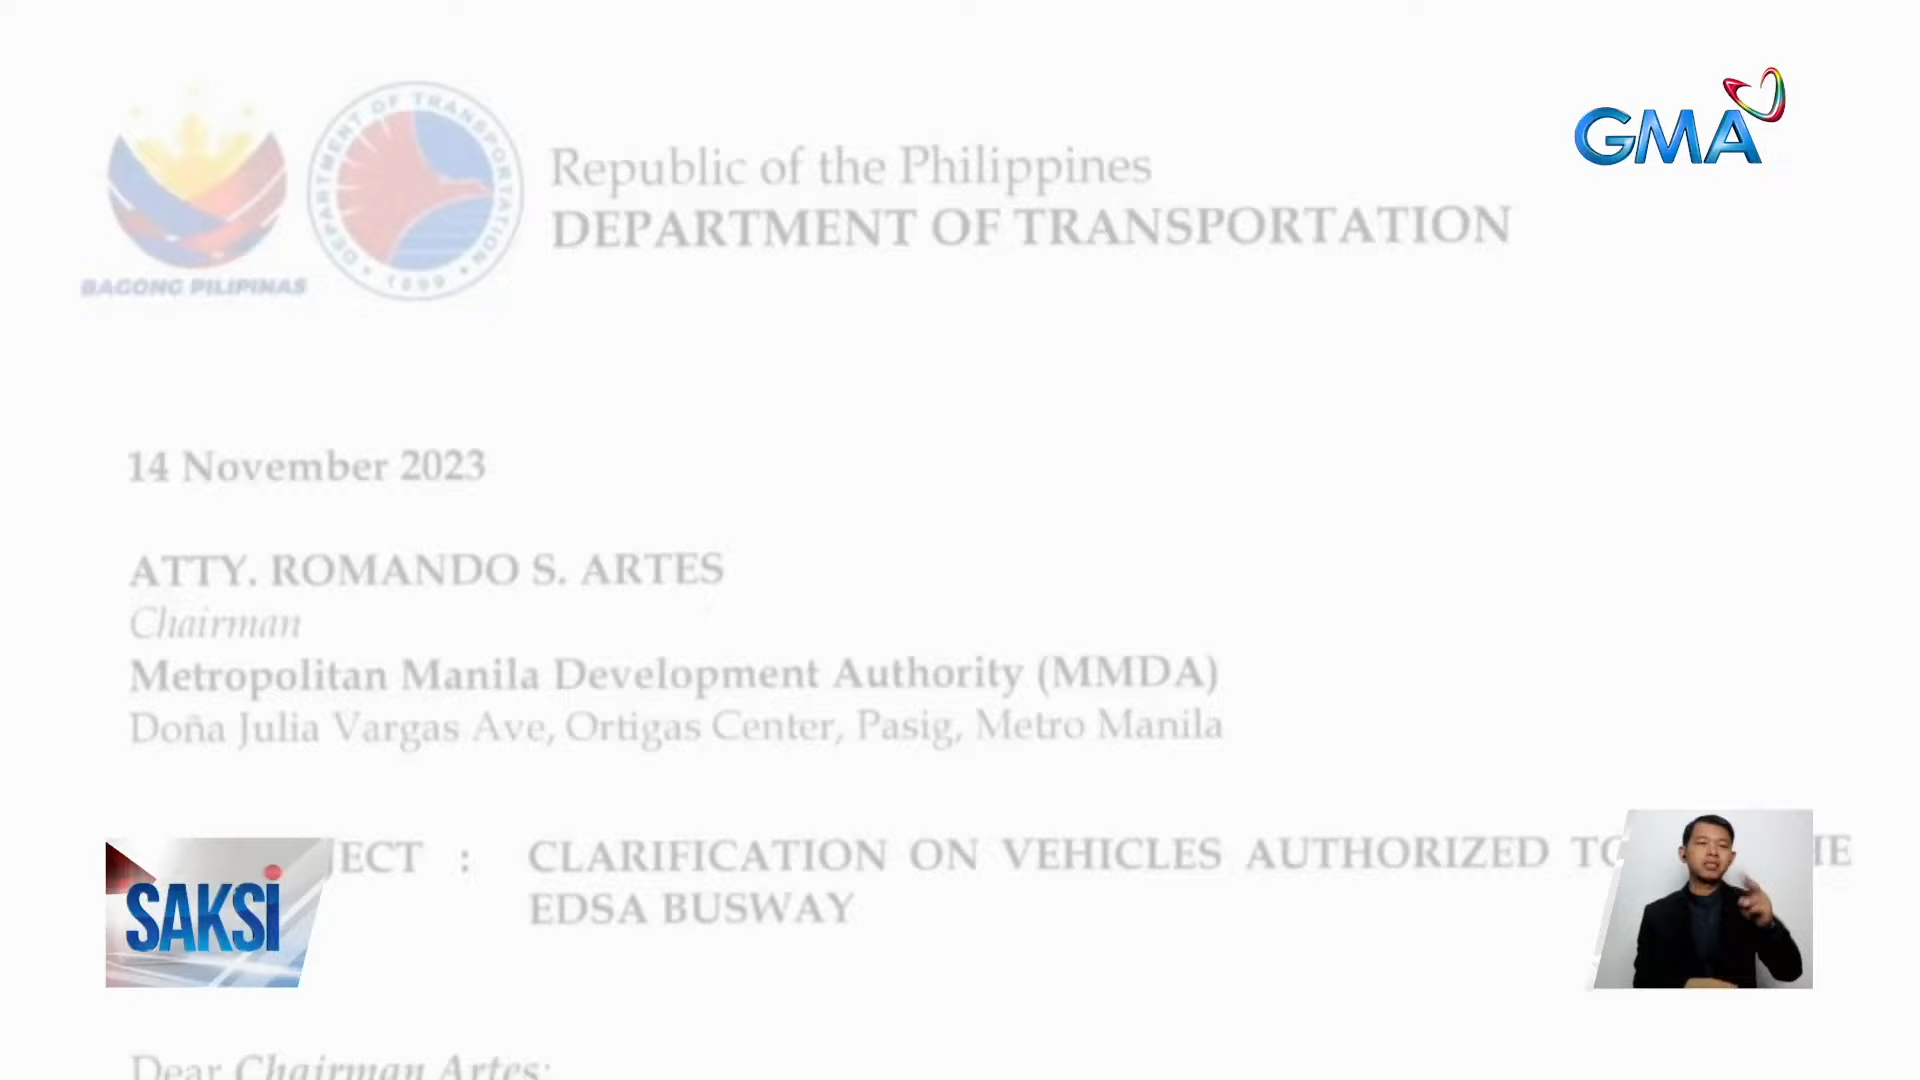 GMA
DEPARTMENT OF TRANSPORTATION
1899
BAGONG PILIPINAS
Republic of the Philippines
DEPARTMENT OF TRANSPORTATION
14 November 2023
ATTY. ROMANDO S. ARTES
Chairman
Metropolitan Manila Development Authority (MMDA)
Doña Julia Vargas Ave, Ortigas Center, Pasig, Metro Manila
JECT : CLARIFICATION ON VEHICLES AUTHORIZED TO HE
EDSA BUSWAY
SAKSI
Dear Chairman Artes: